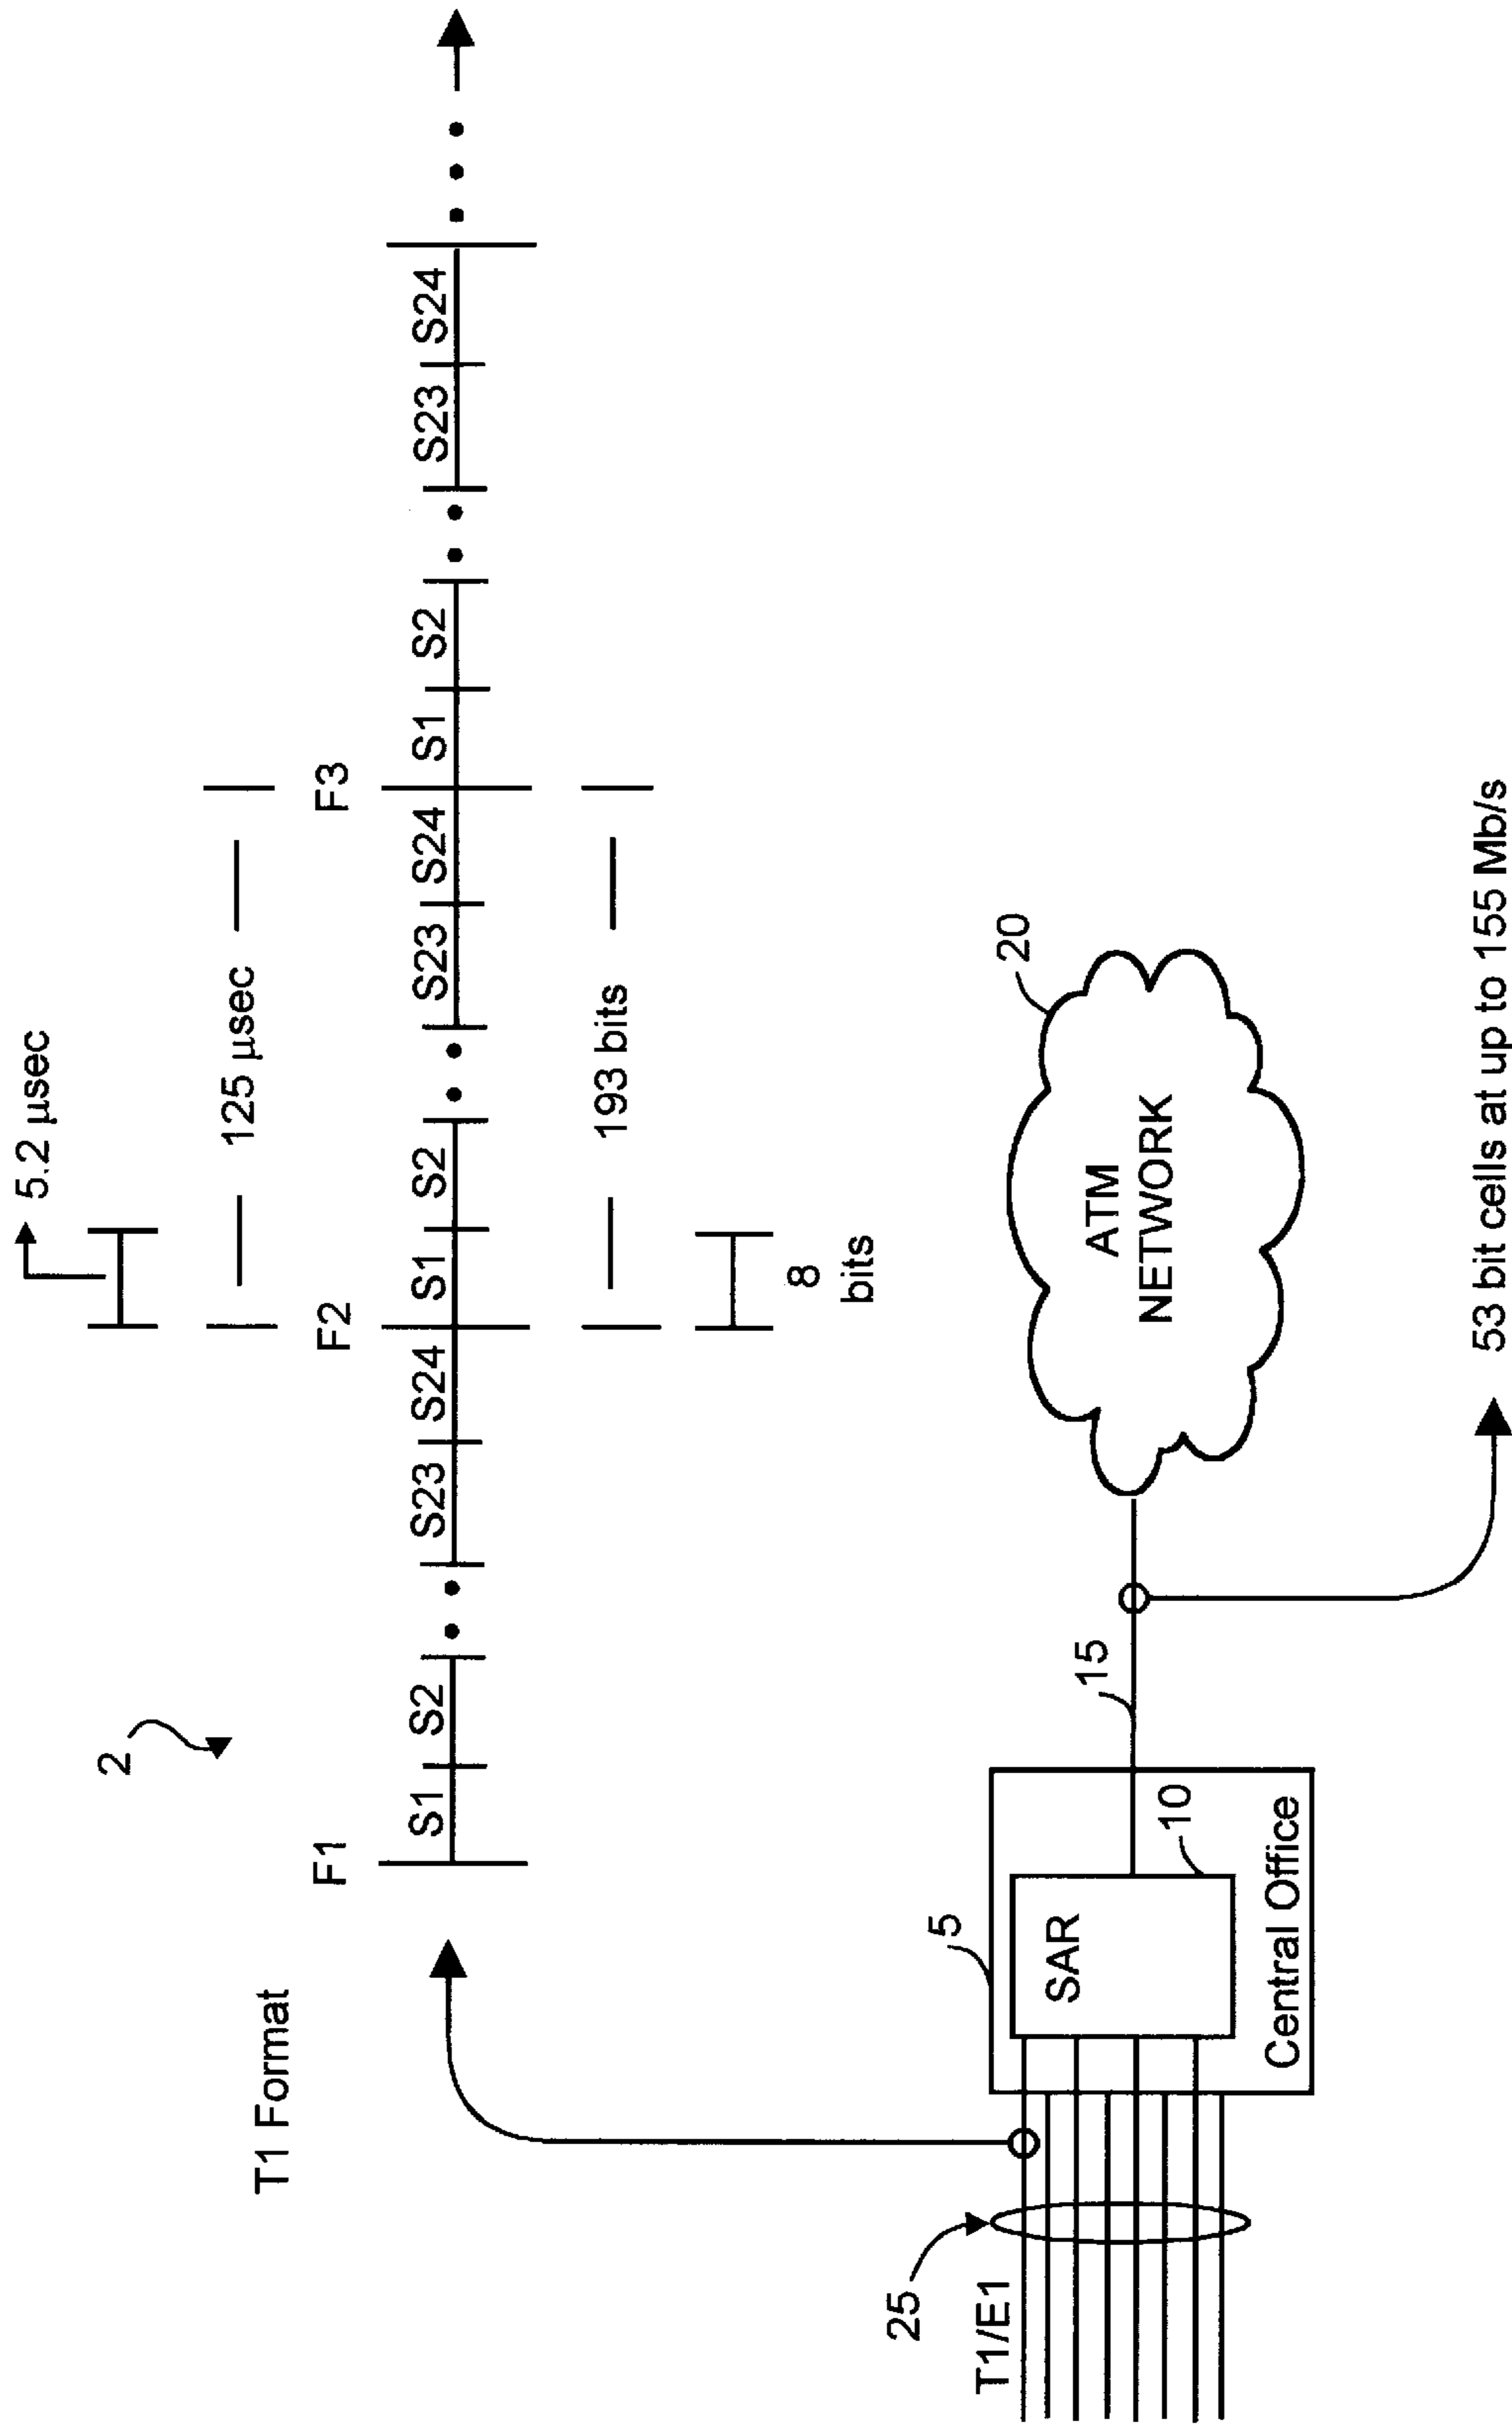 5.2 µsec
125 µsec
2
T1 Format
F1
F2
F3
S1 S2 S23 S24 S1 S2 S23 S24 S1 S2 S23 S24
193 bits
8
bits
25
T1/E1
5
SAR
10
Central Office
15
20
ATM
NETWORK
53 bit cells at up to 155 Mb/s